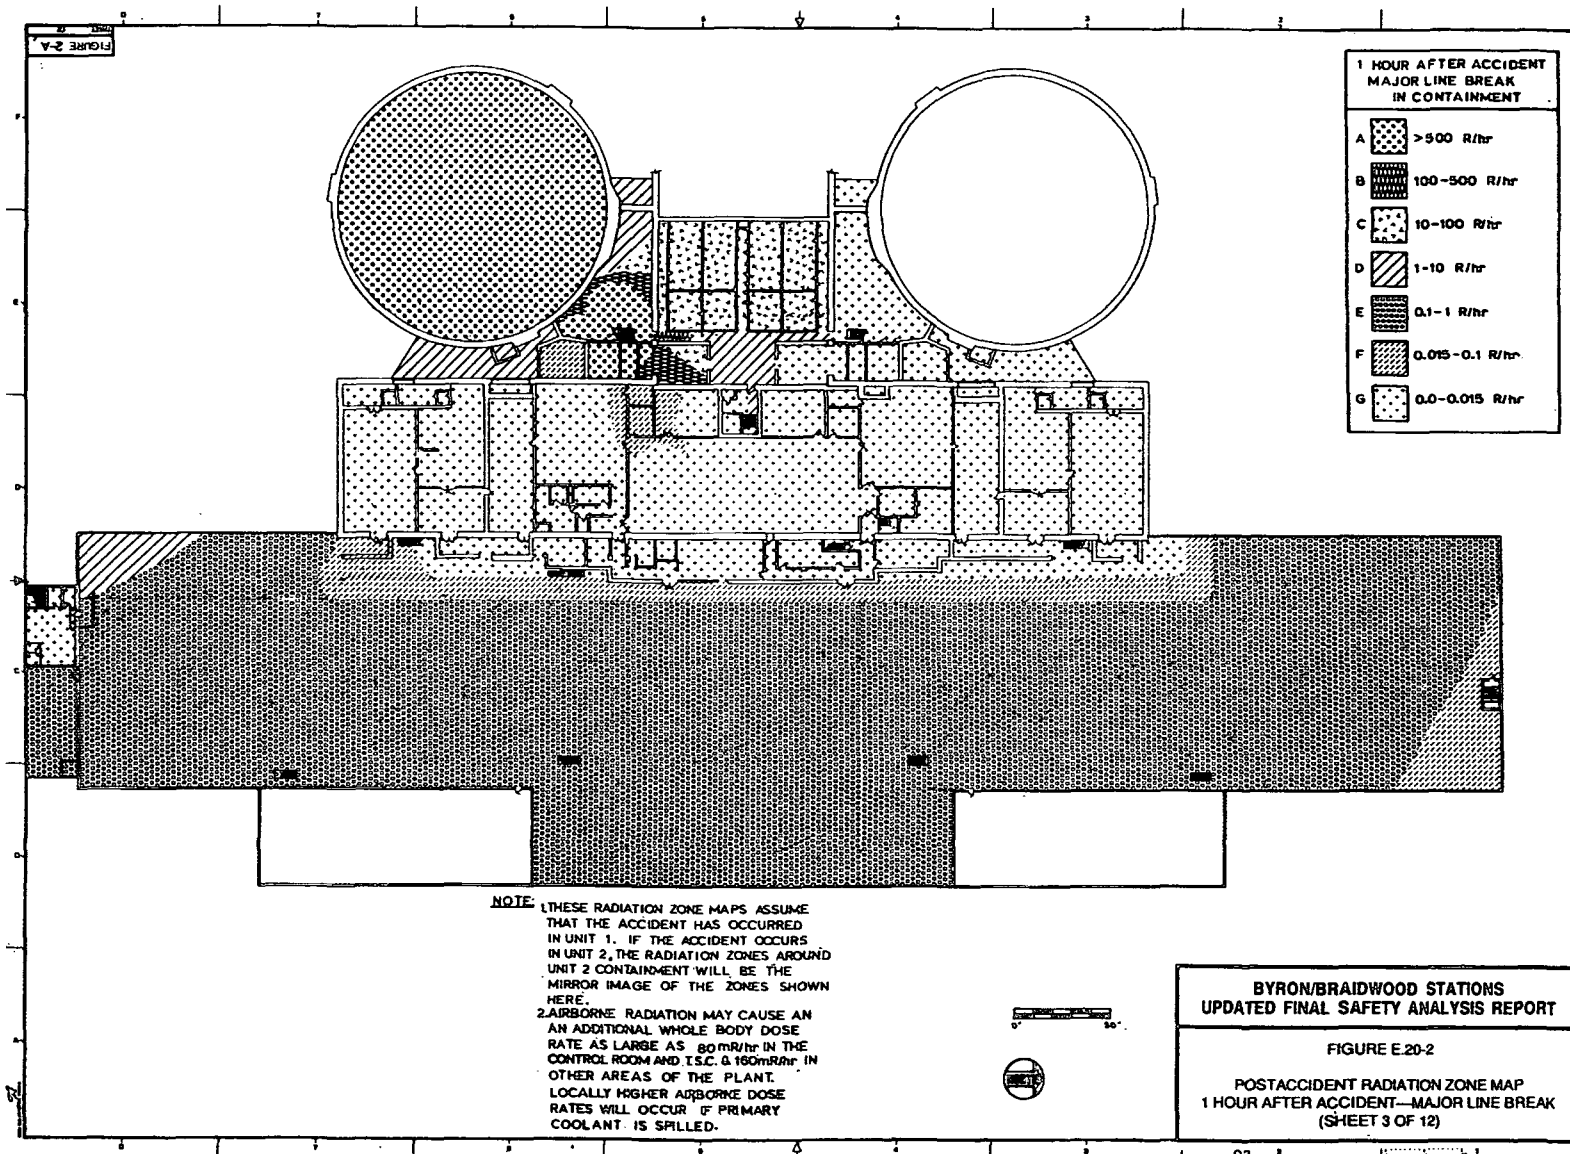 FIGURE 2-A
1 HOUR AFTER ACCIDENT
MAJOR LINE BREAK
IN CONTAINMENT
A >500 R/hr
B 100-500 R/hr
C 10-100 R/hr
D 1-10 R/hr
E 0.1-1 R/hr
F 0.015-0.1 R/hr
G 0.0-0.015 R/hr
NOTE: 1.THESE RADIATION ZONE MAPS ASSUME
THAT THE ACCIDENT HAS OCCURRED
IN UNIT 1. IF THE ACCIDENT OCCURS
IN UNIT 2, THE RADIATION ZONES AROUND
UNIT 2 CONTAINMENT WILL BE THE
MIRROR IMAGE OF THE ZONES SHOWN
HERE.
2.AIRBORNE RADIATION MAY CAUSE AN
AN ADDITIONAL WHOLE BODY DOSE
RATE AS LARGE AS 80mR/hr IN THE
CONTROL ROOM AND T.S.C. & 160mR/hr IN
OTHER AREAS OF THE PLANT.
LOCALLY HIGHER AIRBORNE DOSE
RATES WILL OCCUR IF PRIMARY
COOLANT IS SPILLED.
0' 50'
BYRON/BRAIDWOOD STATIONS
UPDATED FINAL SAFETY ANALYSIS REPORT
FIGURE E.20-2
POSTACCIDENT RADIATION ZONE MAP
1 HOUR AFTER ACCIDENT—MAJOR LINE BREAK
(SHEET 3 OF 12)